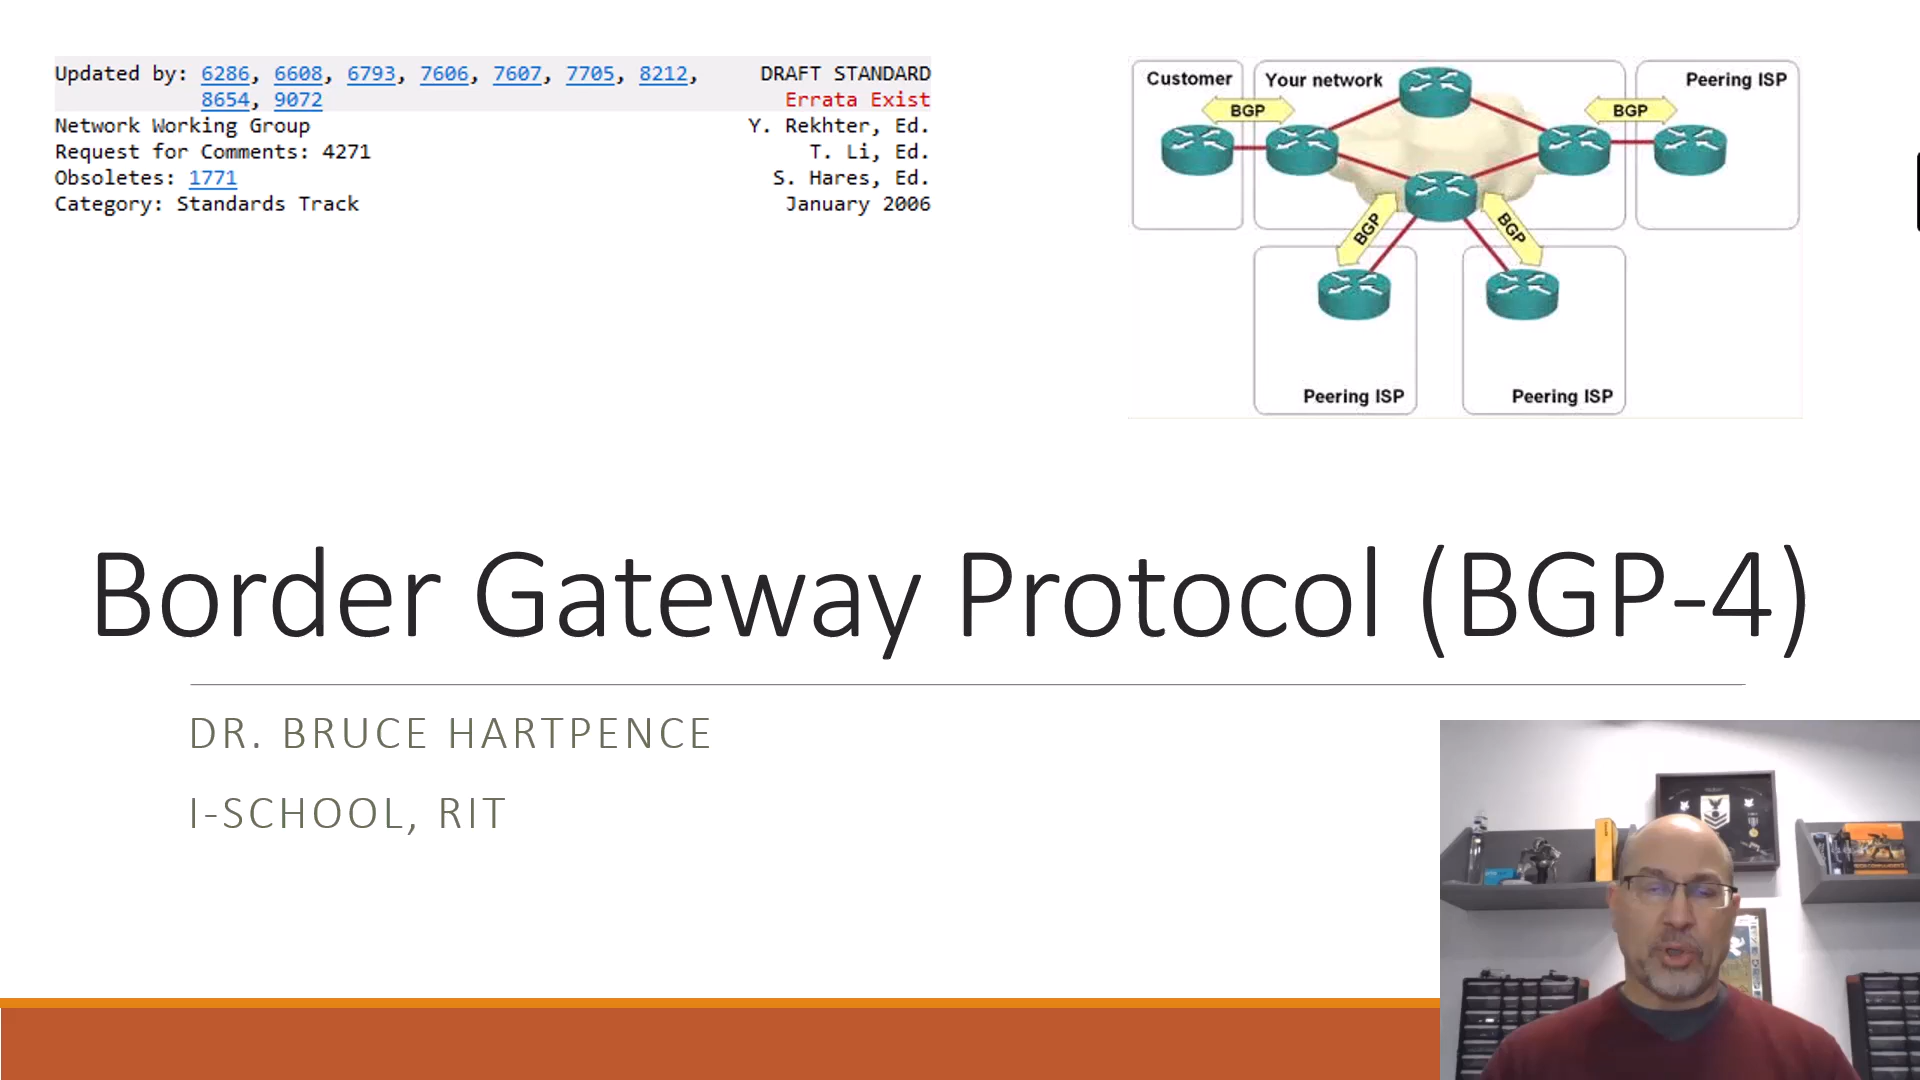 Updated by: 6286, 6608, 6793, 7606, 7607, 7705, 8212, DRAFT STANDARD
8654, 9072 Errata Exist
Network Working Group Y. Rekhter, Ed.
Request for Comments: 4271 T. Li, Ed.
Obsoletes: 1771 S. Hares, Ed.
Category: Standards Track January 2006
Customer Your network Peering ISP
BGP BGP
BGP BGP
Peering ISP Peering ISP
Border Gateway Protocol (BGP-4)
DR. BRUCE HARTPENCE
I-SCHOOL, RIT